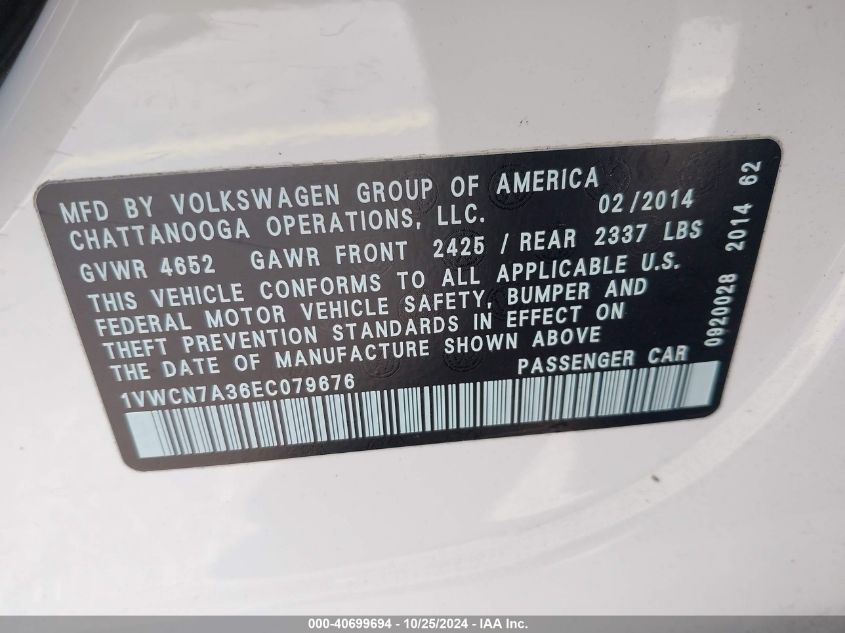 MFD BY VOLKSWAGEN GROUP OF AMERICA 02/2014
CHATTANOOGA OPERATIONS, LLC.
GVWR 4652 GAWR FRONT 2425 / REAR 2337 LBS
THIS VEHICLE CONFORMS TO ALL APPLICABLE U.S.
FEDERAL MOTOR VEHICLE SAFETY, BUMPER AND
THEFT PREVENTION STANDARDS IN EFFECT ON
THE DATE OF MANUFACTURE SHOWN ABOVE
1VWCN7A36EC079676 PASSENGER CAR
0920028 2014 62
000-40699694 - 10/25/2024 - IAA Inc.